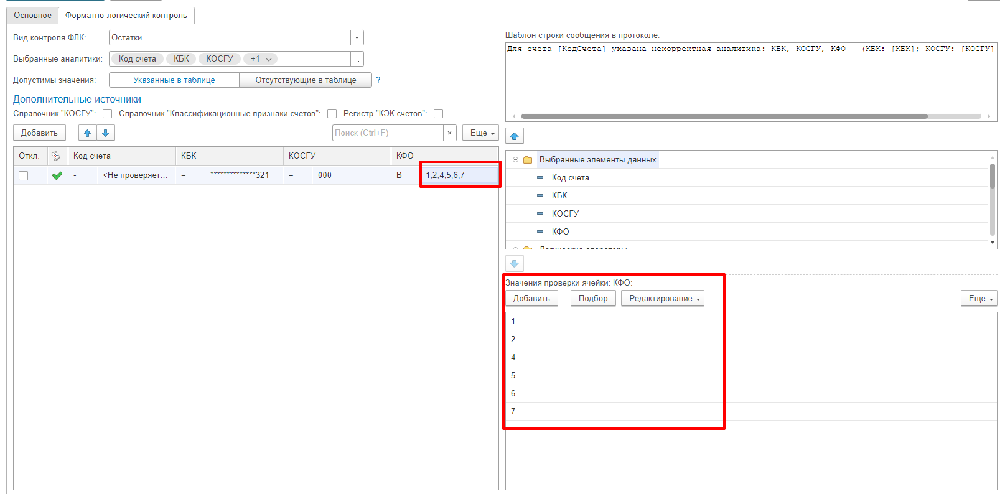 Основное Форматно-логический контроль
Вид контроля ФЛК: Остатки
Выбранные аналитики: Код счета КБК КОСГУ +1 ...
Допустимы значения: Указанные в таблице Отсутствующие в таблице ?
Дополнительные источники
Справочник "КОСГУ": Справочник "Классификационные признаки счетов": Регистр "КЭК счетов":
Добавить Поиск (Ctrl+F) × Еще
Откл. Код счета КБК КОСГУ КФО
- <Не проверяет... = **************321 = 000 В 1;2;4;5;6;7
Шаблон строки сообщения в протоколе:
Для счета [КодСчета] указана некорректная аналитика: КБК, КОСГУ, КФО - (КБК: [КБК]; КОСГУ: [КОСГУ]
Выбранные элементы данных
Код счета
КБК
КОСГУ
КФО
Логические операторы
Значения проверки ячейки: КФО:
Добавить Подбор Редактирование Еще
1
2
4
5
6
7